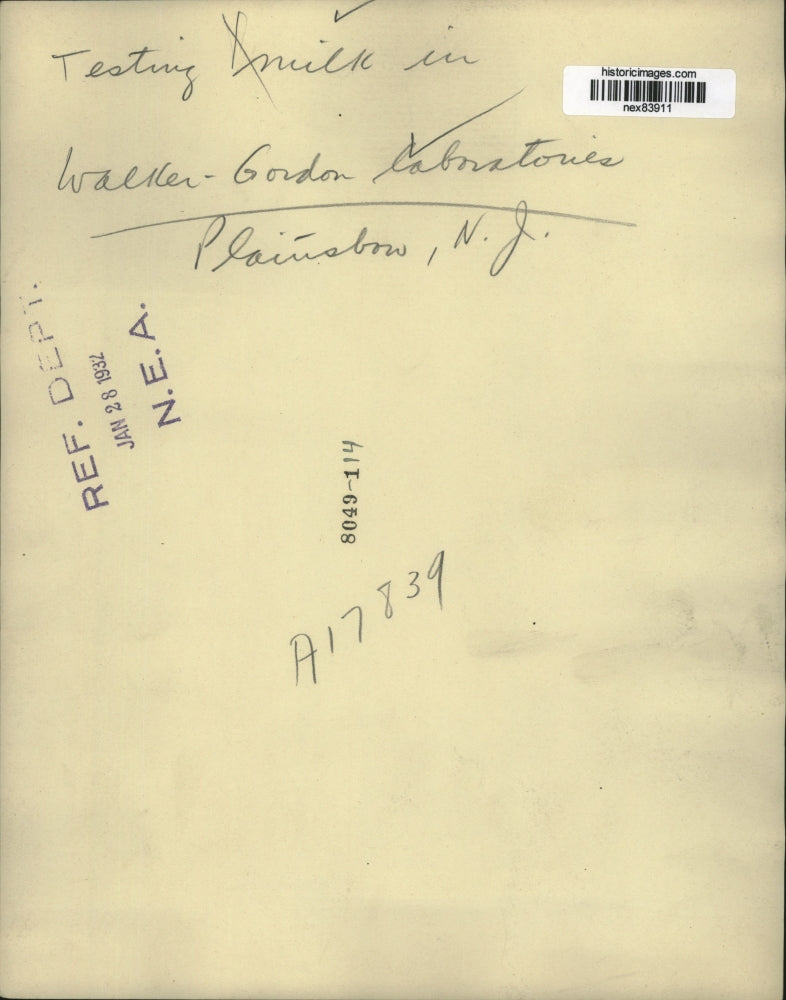 Testing milk in
historicimages.com
nex83911
Walker-Gordon Laboratories
Plainsboro, N. J.
REF. DEPT.
JAN 28 1932
N.E.A.
8049-114
A17839